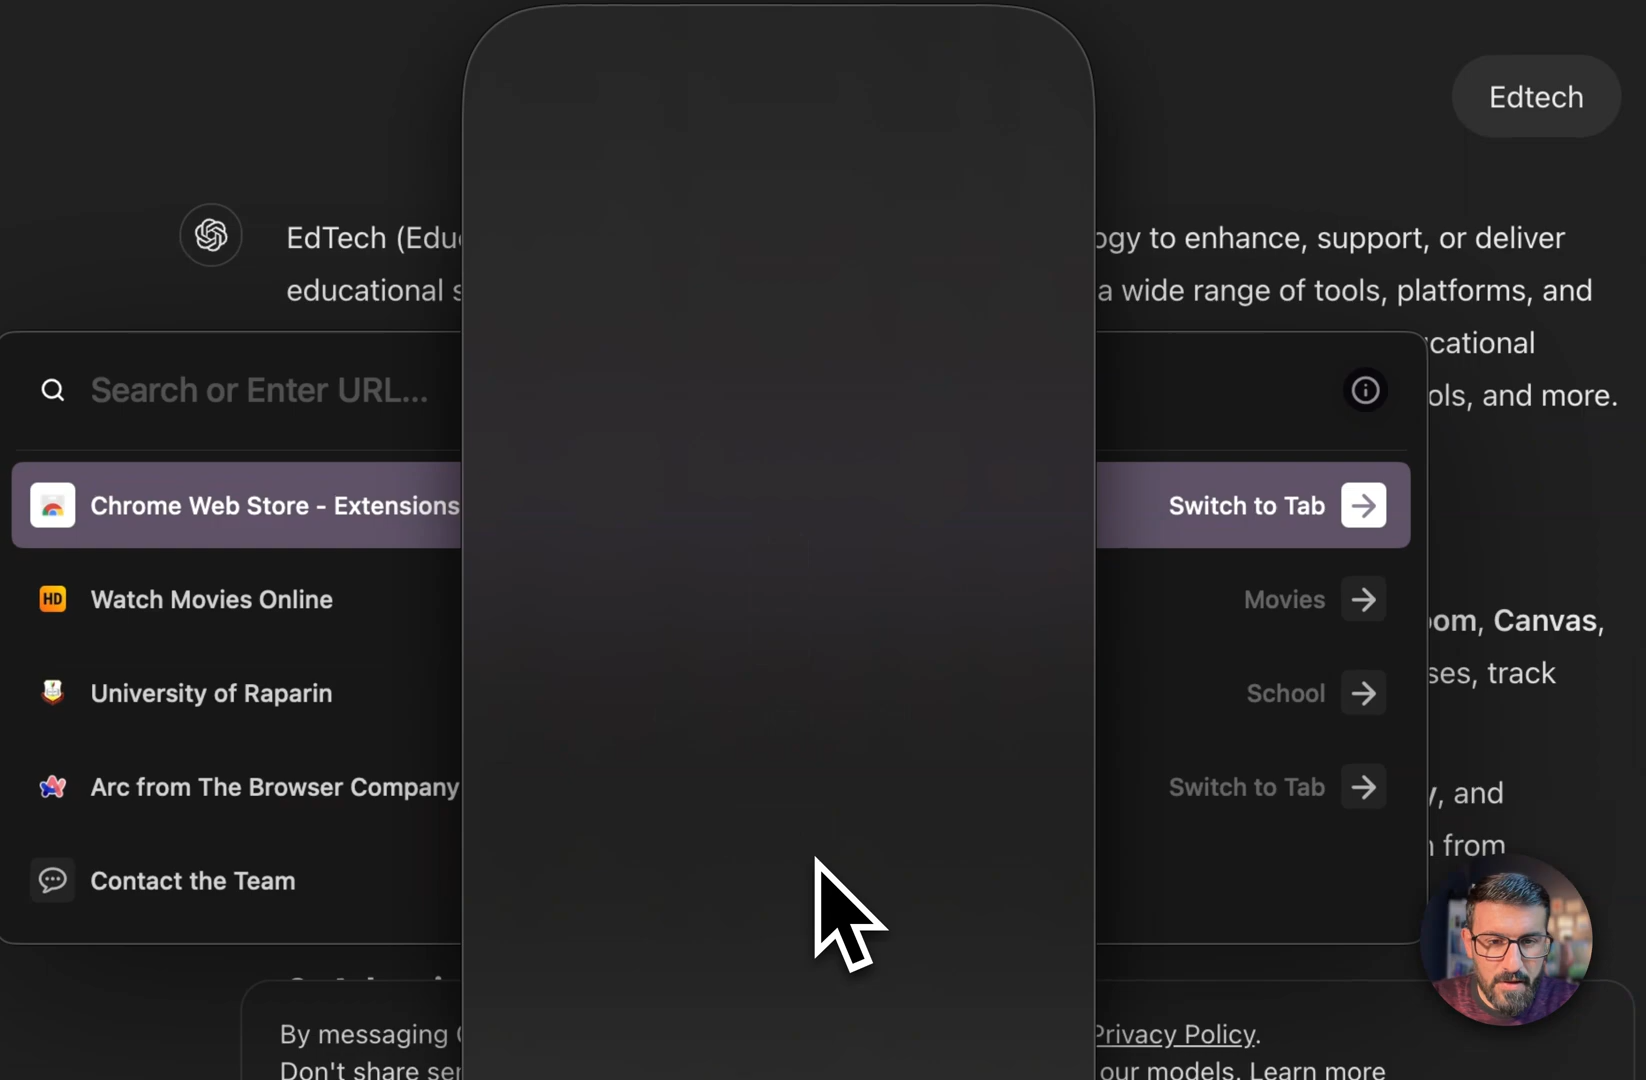 Edtech
EdTech (Edu ogy to enhance, support, or deliver
educational a wide range of tools, platforms, and
cational
ols, and more.
Search or Enter URL...
Chrome Web Store - Extensions Switch to Tab
HD Watch Movies Online Movies
oom, Canvas,
ses, track
University of Raparin School
Arc from The Browser Company Switch to Tab
y, and
from
Contact the Team
By messaging Privacy Policy.
Don't share our models. Learn more